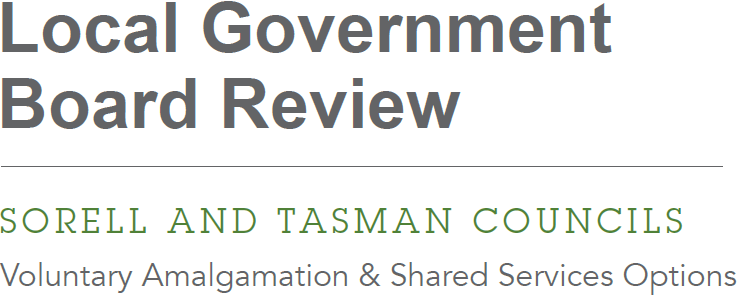 Local Government
Board Review
SORELL AND TASMAN COUNCILS
Voluntary Amalgamation & Shared Services Options